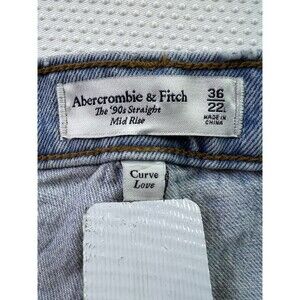 Abercrombie & Fitch
The '90s Straight
Mid Rise
36
22
MADE IN
CHINA
Curve
Love